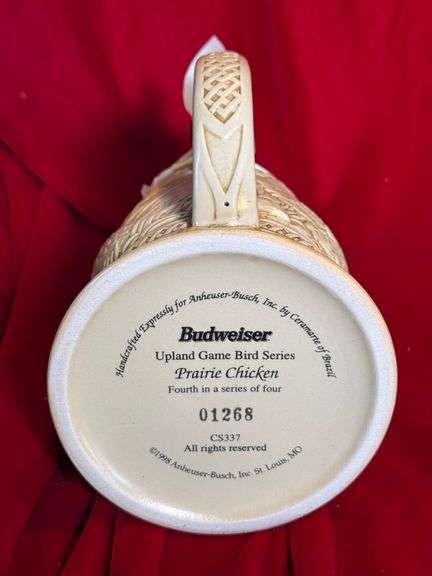 Handcrafted Expressly for Anheuser-Busch, Inc. by Ceramarte of Brazil
Budweiser
Upland Game Bird Series
Prairie Chicken
Fourth in a series of four
01268
CS337
All rights reserved
©1998 Anheuser-Busch, Inc St. Louis, MO